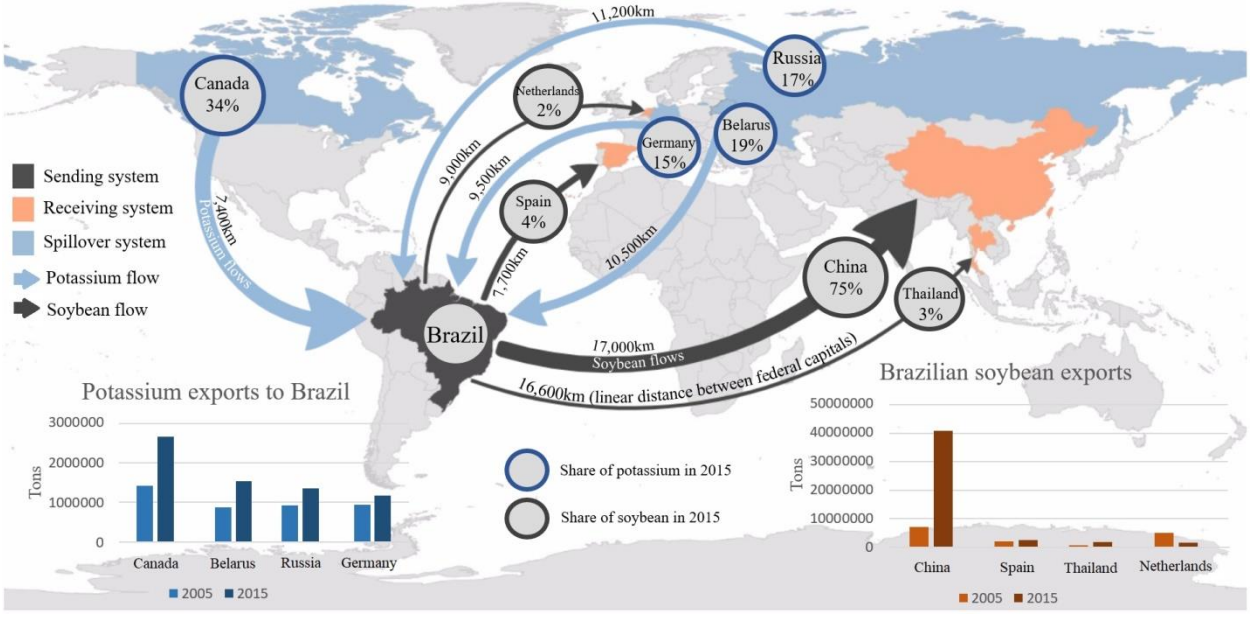 11,200km
Russia
17%
Canada
34%
Netherlands
2%
Belarus
19%
Germany
15%
9,000km
9,500km
Sending system
Receiving system
Spillover system
Potassium flow
Soybean flow
7,400km
Potassium flows
Spain
4%
7,700km
10,500km
China
75%
Thailand
3%
Brazil
17,000km
Soybean flows
16,600km (linear distance between federal capitals)
Potassium exports to Brazil
3000000
2000000
1000000
0
Tons
Canada
Belarus
Russia
Germany
2005
2015
Share of potassium in 2015
Share of soybean in 2015
Brazilian soybean exports
50000000
40000000
30000000
20000000
10000000
0
Tons
China
Spain
Thailand
Netherlands
2005
2015